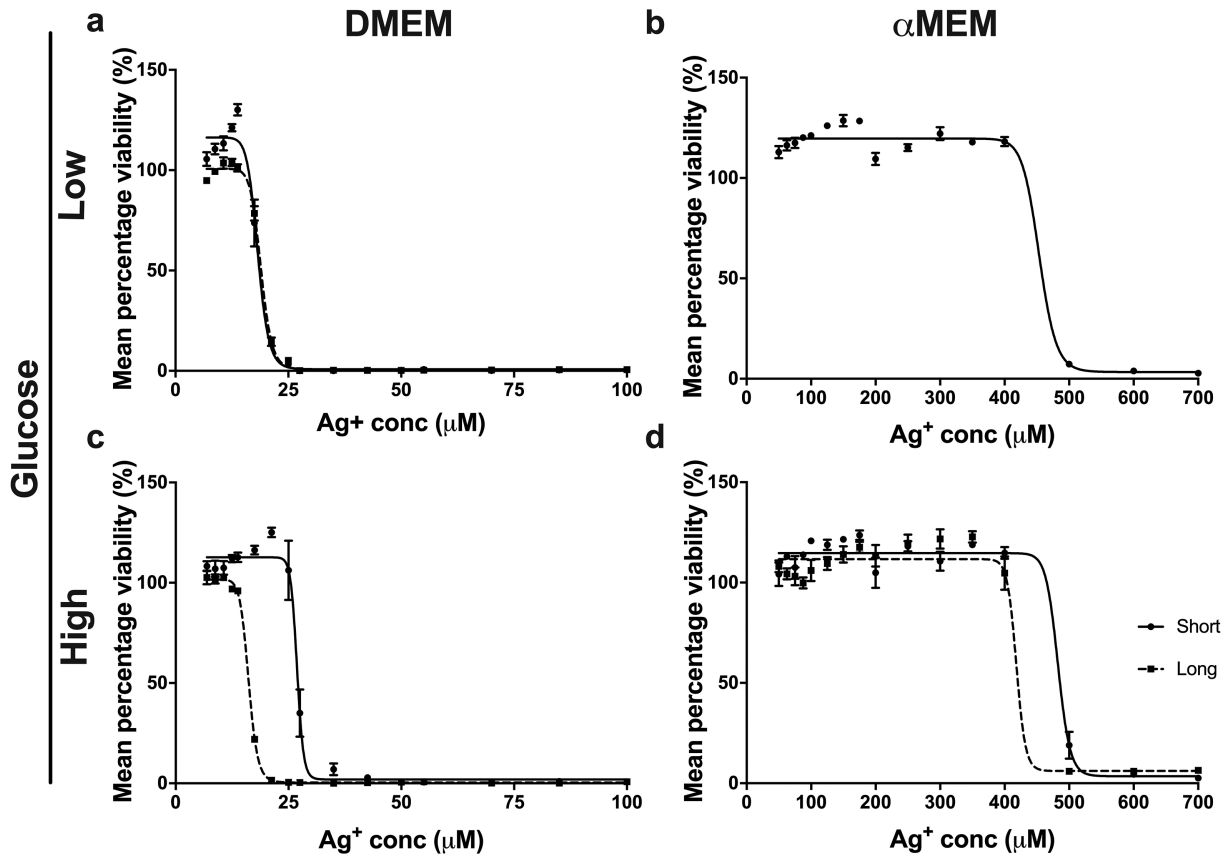 DMEM
αMEM
Glucose
Low
High
a
Mean percentage viability (%)
150
100
50
0
0 25 50 75 100
Ag+ conc (μM)
b
Mean percentage viability (%)
150
100
50
0
0 100 200 300 400 500 600 700
Ag⁺ conc (μM)
c
Mean percentage viability (%)
150
100
50
0
0 25 50 75 100
Ag⁺ conc (μM)
d
Mean percentage viability (%)
150
100
50
0
0 100 200 300 400 500 600 700
Ag⁺ conc (μM)
Short
Long